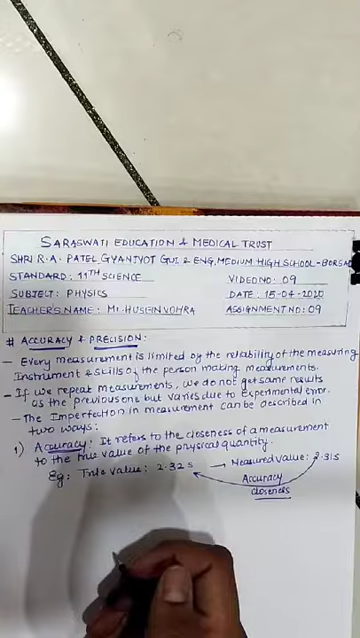 SARASWATI EDUCATION & MEDICAL TRUST
SHRI R.A. PATEL, GYANJYOT GUJ & ENG, MEDIUM HIGH SCHOOL-BORSAD
STANDARD: 11TH SCIENCE VIDEO NO: 09
SUBJECT: PHYSICS DATE: 15-04-2020
TEACHER'S NAME: Mr. HUSEIN VOHRA ASSIGNMENT NO: 09
# ACCURACY & PRECISION:
- Every measurement is limited by the reliability of the measuring
Instrument & skills of the person making measurements.
- If we repeat measurements, we do not get same results
as the previous one but varies due to experimental error.
- The Imperfection in measurement can be described in
two ways:
1) Accuracy: It refers to the closeness of a measurement
to the true value of the physical quantity.
Eg: True value: 2.32 s → Measured value: 2.31 s
Accuracy
closeness